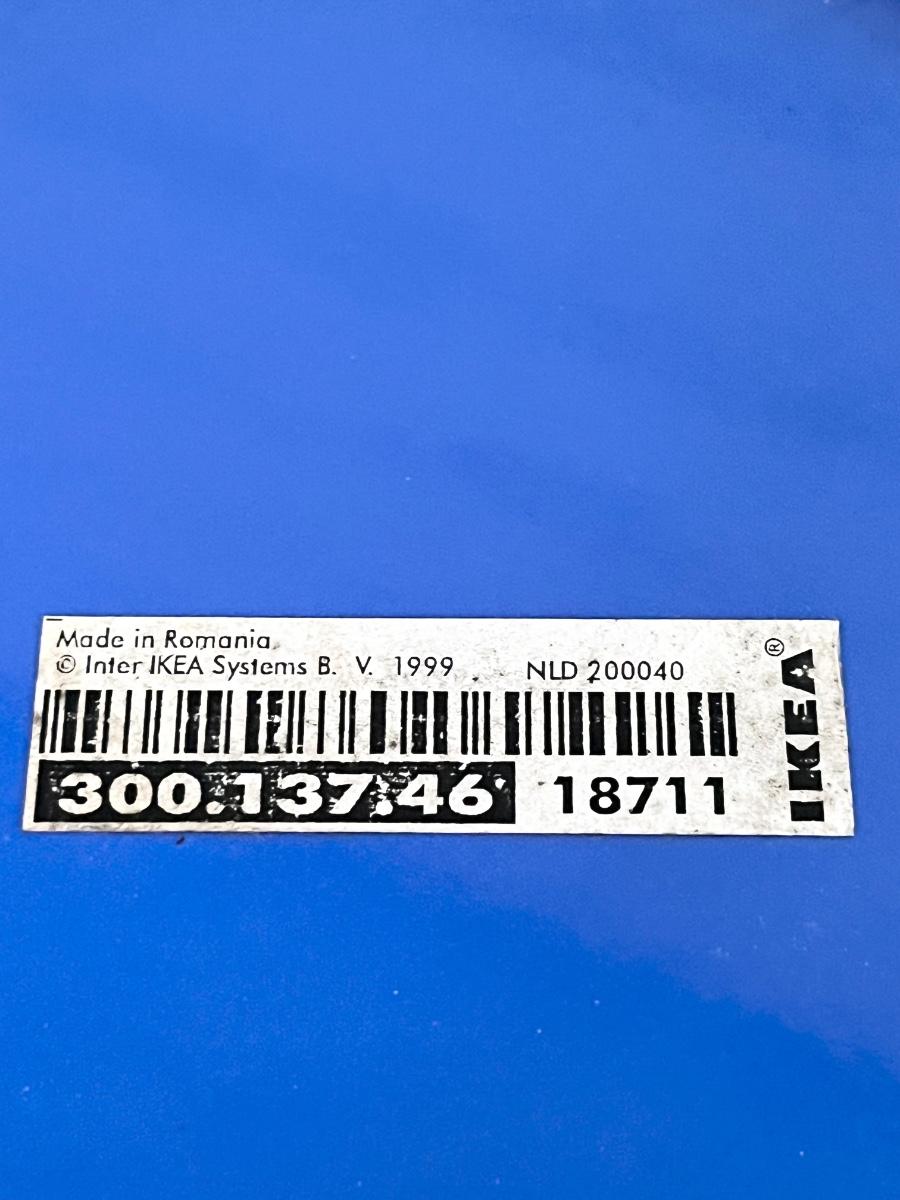 Made in Romania
© Inter IKEA Systems B. V. 1999 NLD 200040
300.137.46 18711
IKEA®